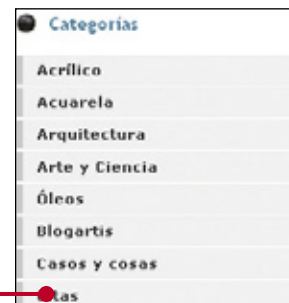 Categorías
Acrílico
Acuarela
Arquitectura
Arte y Ciencia
Óleos
Blogartis
Casos y cosas